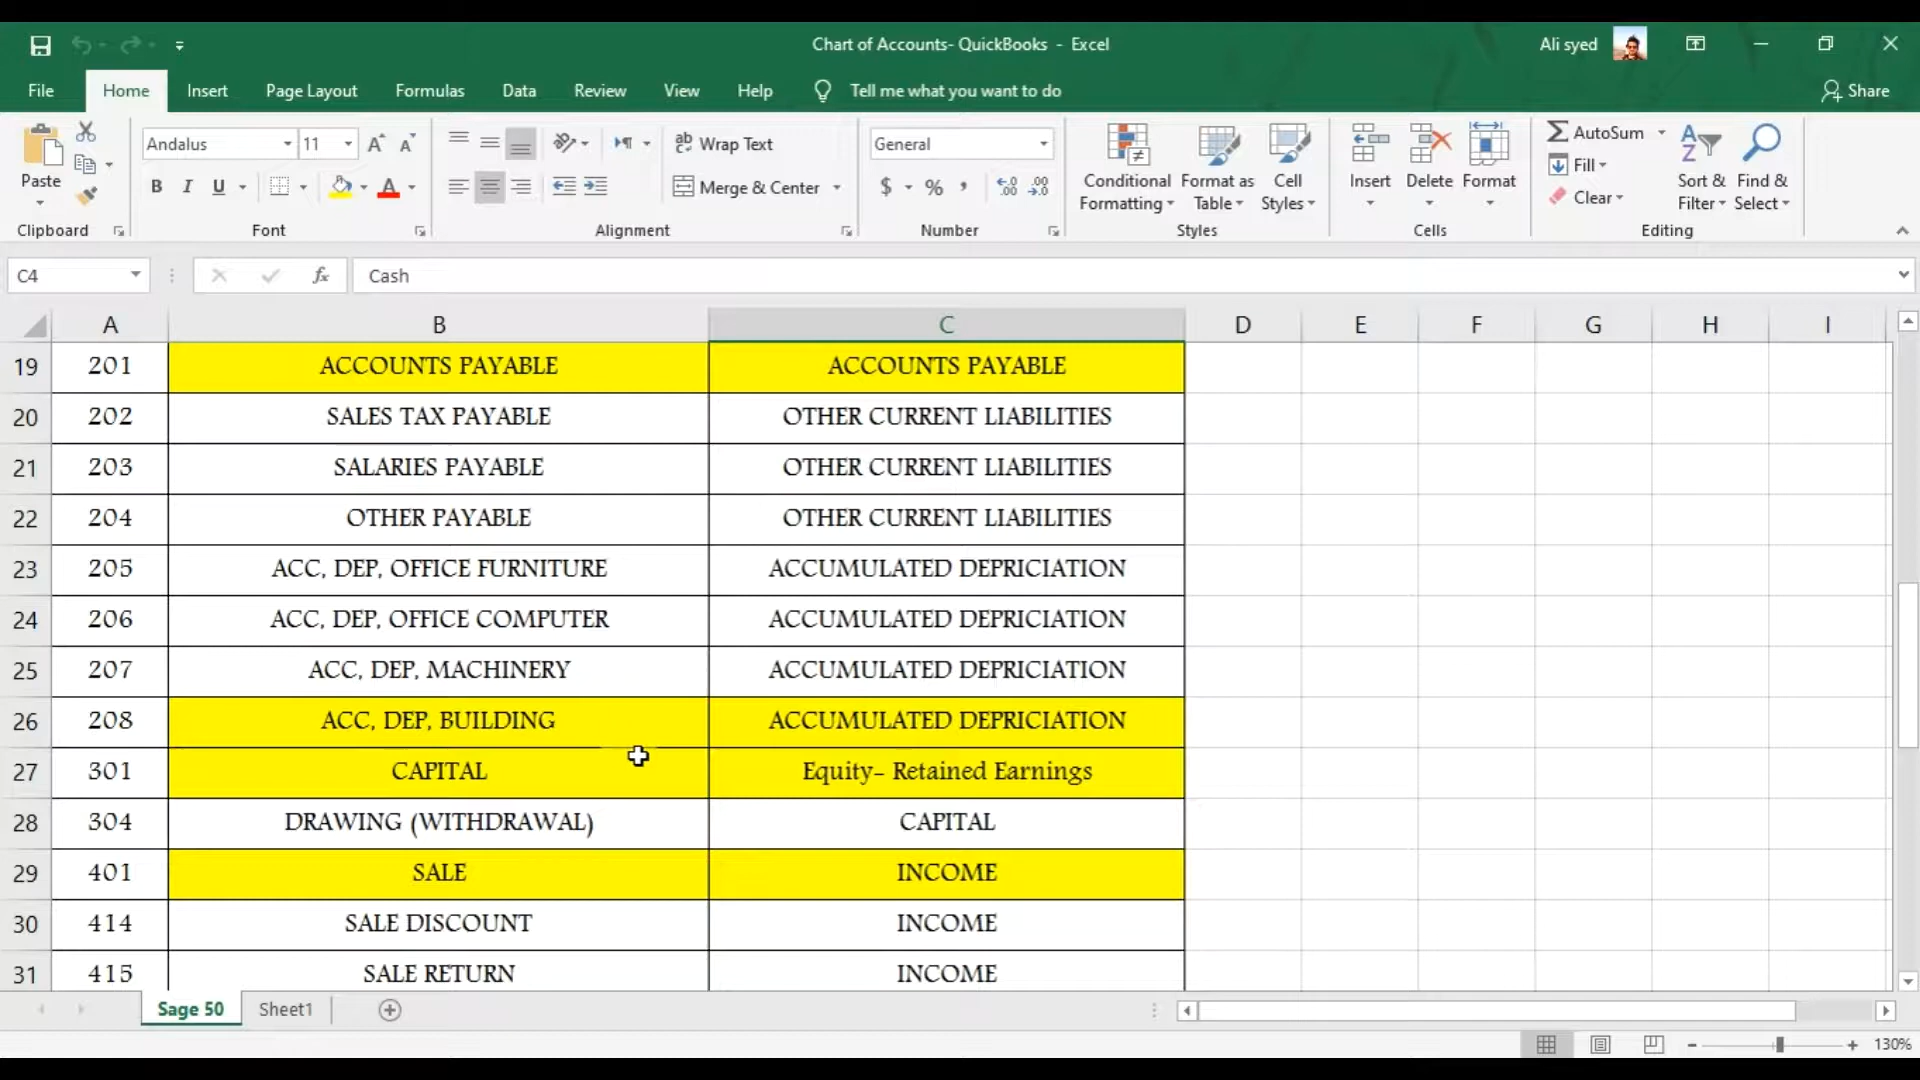 Chart of Accounts- QuickBooks - Excel
Ali syed
File Home Insert Page Layout Formulas Data Review View Help Tell me what you want to do
Share
Paste
Clipboard
Andalus 11
B I U
Font
Wrap Text
Merge & Center
Alignment
General
$ % ,
Number
Conditional Formatting
Format as Table
Cell Styles
Styles
Insert
Delete
Format
Cells
AutoSum
Fill
Clear
Sort & Filter
Find & Select
Editing
C4 fx Cash
A B C D E F G H I
19 201 ACCOUNTS PAYABLE ACCOUNTS PAYABLE
20 202 SALES TAX PAYABLE OTHER CURRENT LIABILITIES
21 203 SALARIES PAYABLE OTHER CURRENT LIABILITIES
22 204 OTHER PAYABLE OTHER CURRENT LIABILITIES
23 205 ACC, DEP, OFFICE FURNITURE ACCUMULATED DEPRICIATION
24 206 ACC, DEP, OFFICE COMPUTER ACCUMULATED DEPRICIATION
25 207 ACC, DEP, MACHINERY ACCUMULATED DEPRICIATION
26 208 ACC, DEP, BUILDING ACCUMULATED DEPRICIATION
27 301 CAPITAL Equity- Retained Earnings
28 304 DRAWING (WITHDRAWAL) CAPITAL
29 401 SALE INCOME
30 414 SALE DISCOUNT INCOME
31 415 SALE RETURN INCOME
Sage 50 Sheet1
130%